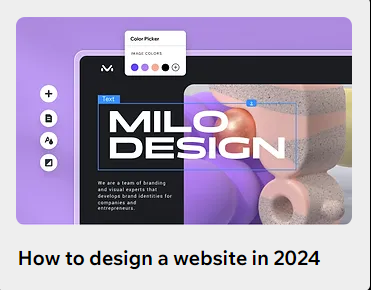 Color Picker
IMAGE COLORS
Text
MILO
DESIGN
We are a team of branding
and visual experts that
develops brand identities for
companies and
entrepreneurs.
How to design a website in 2024